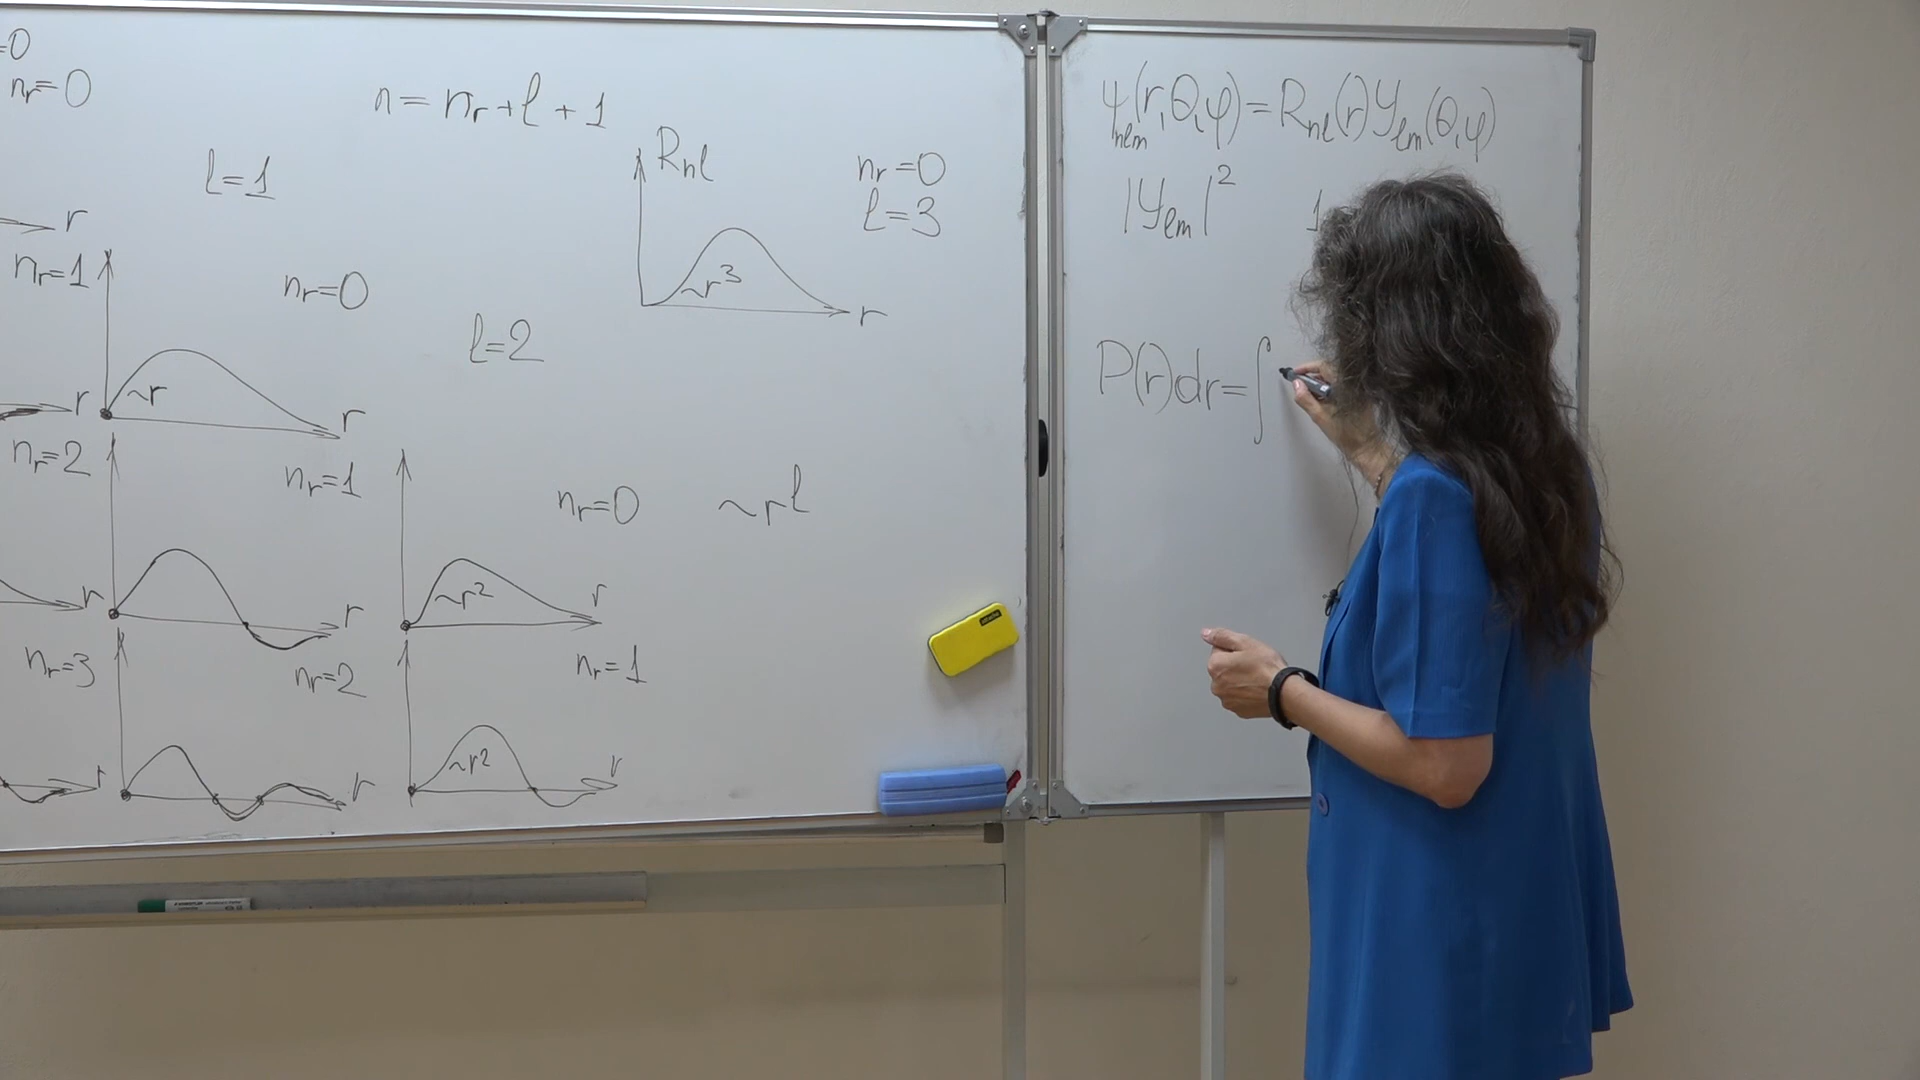 =0
n_r=0
n = n_r + l + 1
l=1
R_nl
n_r=0
l=3
r
n_r=1
n_r=0
~r^3
r
l=2
~r
r
r
n_r=2
n_r=1
n_r=0
~r^l
r
r
~r^2
r
n_r=3
n_r=2
n_r=1
~r^2
r
r
r
ψ_nlm(r,θ,φ)=R_nl(r)Y_lm(θ,φ)
|Y_lm|^2 1
P(r)dr=∫